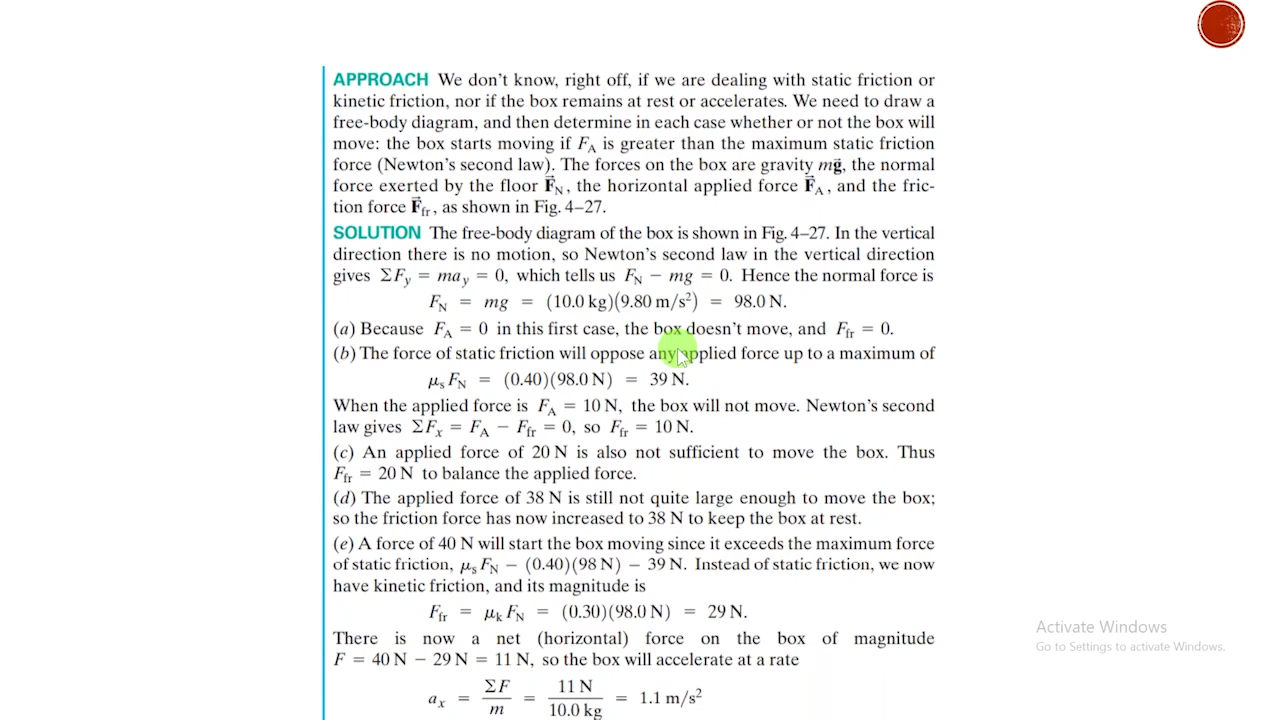 APPROACH We don't know, right off, if we are dealing with static friction or
kinetic friction, nor if the box remains at rest or accelerates. We need to draw a
free-body diagram, and then determine in each case whether or not the box will
move: the box starts moving if F_A is greater than the maximum static friction
force (Newton's second law). The forces on the box are gravity mg⃗, the normal
force exerted by the floor F⃗_N, the horizontal applied force F⃗_A, and the fric-
tion force F⃗_fr, as shown in Fig. 4–27.
SOLUTION The free-body diagram of the box is shown in Fig. 4–27. In the vertical
direction there is no motion, so Newton's second law in the vertical direction
gives ΣF_y = ma_y = 0, which tells us F_N − mg = 0. Hence the normal force is
F_N = mg = (10.0 kg)(9.80 m/s²) = 98.0 N.
(a) Because F_A = 0 in this first case, the box doesn't move, and F_fr = 0.
(b) The force of static friction will oppose any applied force up to a maximum of
μ_s F_N = (0.40)(98.0 N) = 39 N.
When the applied force is F_A = 10 N, the box will not move. Newton's second
law gives ΣF_x = F_A − F_fr = 0, so F_fr = 10 N.
(c) An applied force of 20 N is also not sufficient to move the box. Thus
F_fr = 20 N to balance the applied force.
(d) The applied force of 38 N is still not quite large enough to move the box;
so the friction force has now increased to 38 N to keep the box at rest.
(e) A force of 40 N will start the box moving since it exceeds the maximum force
of static friction, μ_s F_N − (0.40)(98 N) − 39 N. Instead of static friction, we now
have kinetic friction, and its magnitude is
F_fr = μ_k F_N = (0.30)(98.0 N) = 29 N.
There is now a net (horizontal) force on the box of magnitude
F = 40 N − 29 N = 11 N, so the box will accelerate at a rate
a_x = ΣF/m = 11 N/10.0 kg = 1.1 m/s²
Activate Windows
Go to Settings to activate Windows.